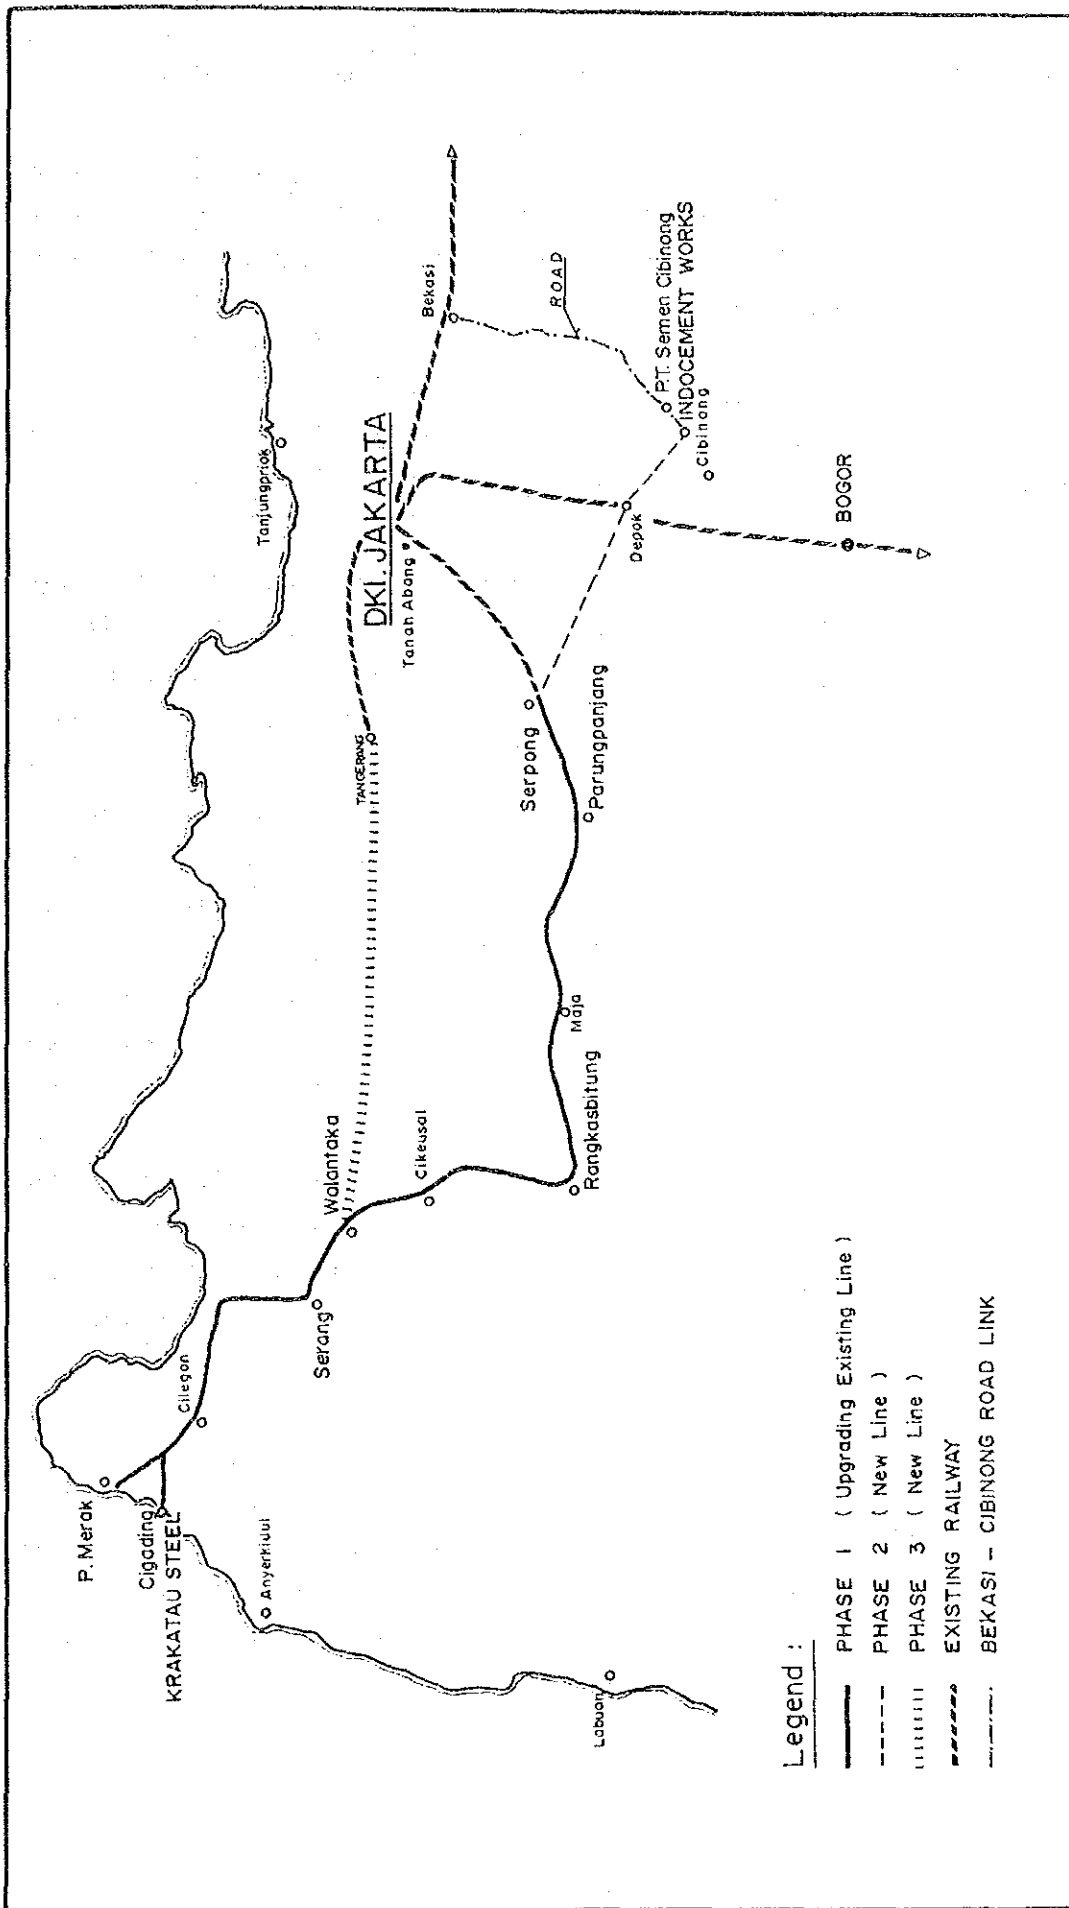 P. Merak
Cigading
KRAKATAU STEEL
Anyerkidul
Labuan
Cilegon
Serang
Walantaka
Cikeusal
Rangkasbitung
Maja
Parungpanjang
Serpong
TANGERANG
Tanjungpriok
DKI. JAKARTA
Tanah Abang
Bekasi
ROAD
P.T. Semen Cibinong
INDOCEMENT WORKS
Cibinong
Depok
BOGOR
Legend :
PHASE 1 ( Upgrading Existing Line )
PHASE 2 ( New Line )
PHASE 3 ( New Line )
EXISTING RAILWAY
BEKASI - CIBINONG ROAD LINK